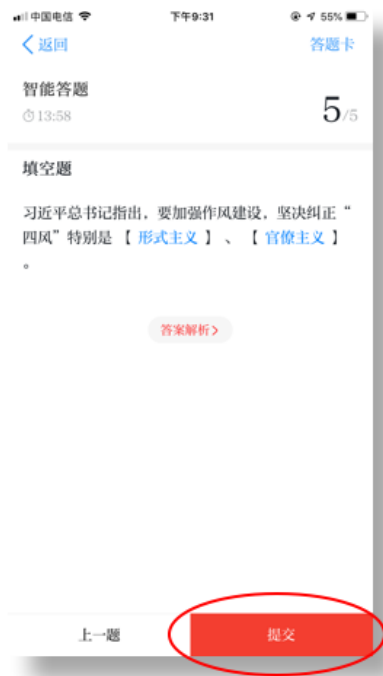 中国电信 下午9:31 55%
返回 答题卡
智能答题
13:58 5/5
填空题
习近平总书记指出，要加强作风建设，坚决纠正“
四风”特别是【 形式主义 】、【 官僚主义 】
。
答案解析>
上一题 提交